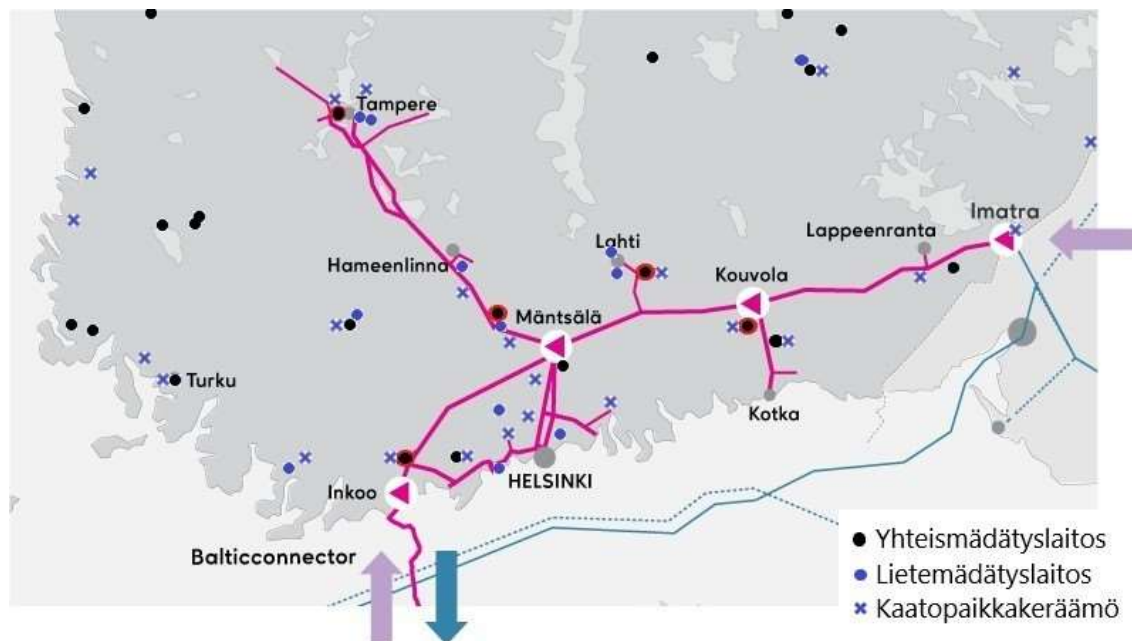 Tampere
Imatra
Lappeenranta
Lahti
Hameenlinna
Kouvola
Mäntsälä
Turku
Kotka
HELSINKI
Inkoo
Balticconnector
Yhteismädätyslaitos
Lietemädätyslaitos
Kaatopaikkakeräämö